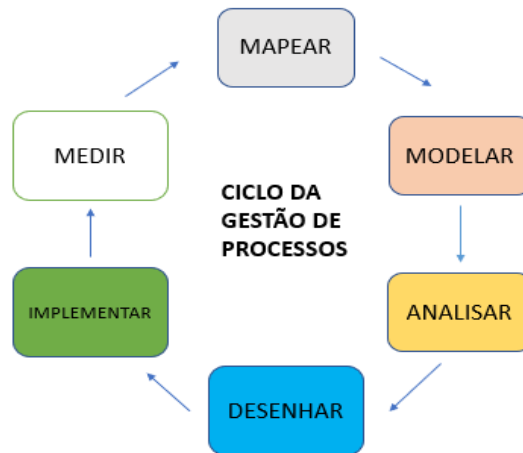 MAPEAR
MEDIR
MODELAR
CICLO DA
GESTÃO DE
PROCESSOS
IMPLEMENTAR
ANALISAR
DESENHAR